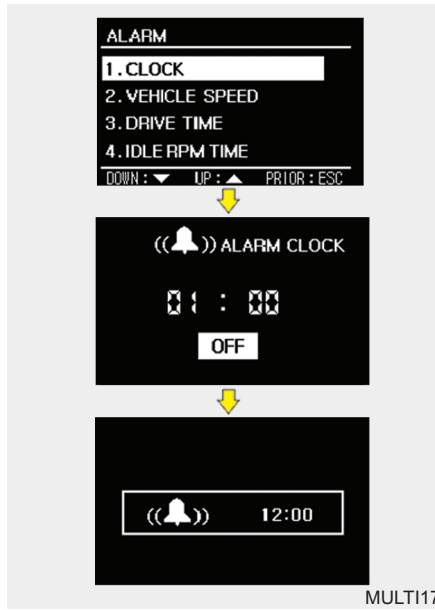 ALARM
1.CLOCK
2.VEHICLE SPEED
3.DRIVE TIME
4.IDLE RPM TIME
DOWN:▼ UP:▲ PRIOR:ESC
((🔔)) ALARM CLOCK
01 : 00
OFF
((🔔)) 12:00
MULTI17